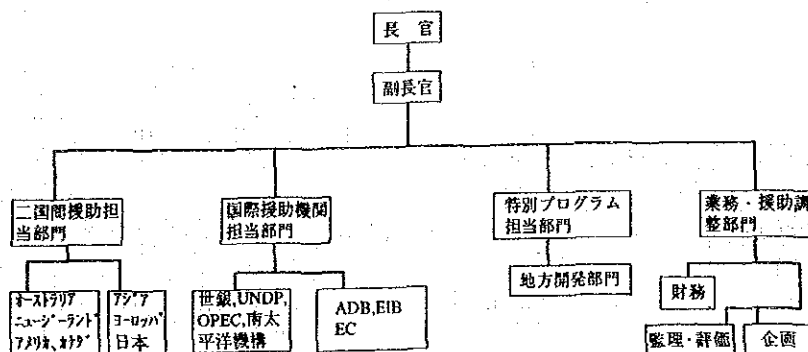 長 官
副長官
二国間援助担
当部門
国際援助機関
担当部門
特別プログラム
担当部門
業務・援助調
整部門
オーストラリア
ニュージーランド
アメリカ、カナダ
アジア
ヨーロッパ
日本
世銀,UNDP,
OPEC,南太
平洋機構
ADB,EIB
EC
地方開発部門
財務
監理・評価
企画